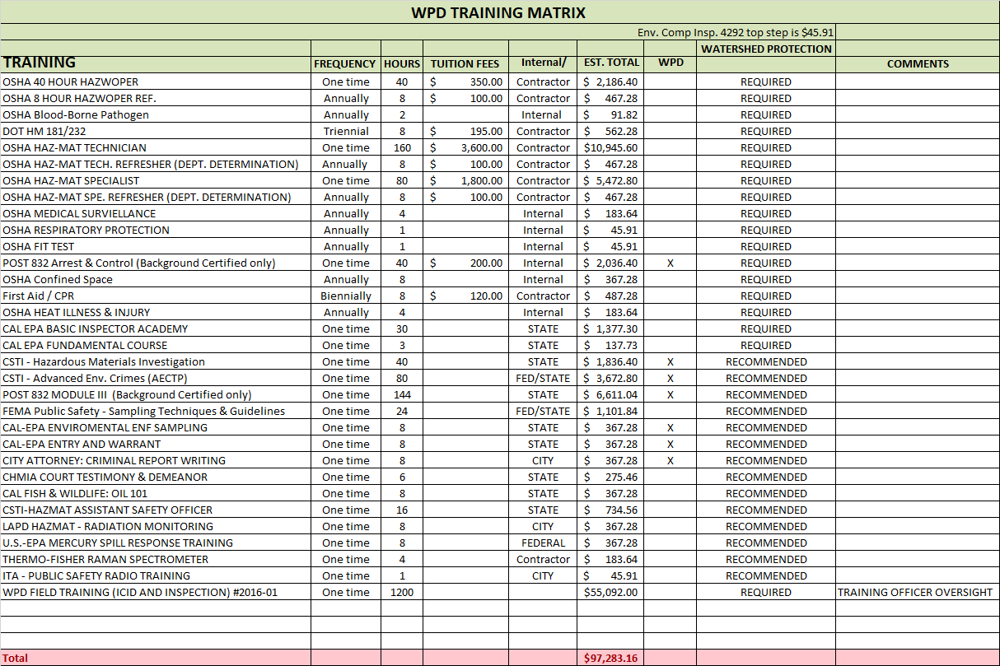 WPD TRAINING MATRIX
Env. Comp Insp. 4292 top step is $45.91
WATERSHED PROTECTION
TRAINING FREQUENCY HOURS TUITION FEES Internal/ EST. TOTAL WPD COMMENTS
OSHA 40 HOUR HAZWOPER One time 40 $ 350.00 Contractor $ 2,186.40 REQUIRED
OSHA 8 HOUR HAZWOPER REF. Annually 8 $ 100.00 Contractor $ 467.28 REQUIRED
OSHA Blood-Borne Pathogen Annually 2 Internal $ 91.82 REQUIRED
DOT HM 181/232 Triennial 8 $ 195.00 Contractor $ 562.28 REQUIRED
OSHA HAZ-MAT TECHNICIAN One time 160 $ 3,600.00 Contractor $10,945.60 REQUIRED
OSHA HAZ-MAT TECH. REFRESHER (DEPT. DETERMINATION) Annually 8 $ 100.00 Contractor $ 467.28 REQUIRED
OSHA HAZ-MAT SPECIALIST One time 80 $ 1,800.00 Contractor $ 5,472.80 REQUIRED
OSHA HAZ-MAT SPE. REFRESHER (DEPT. DETERMINATION) Annually 8 $ 100.00 Contractor $ 467.28 REQUIRED
OSHA MEDICAL SURVIELLANCE Annually 4 Internal $ 183.64 REQUIRED
OSHA RESPIRATORY PROTECTION Annually 1 Internal $ 45.91 REQUIRED
OSHA FIT TEST Annually 1 Internal $ 45.91 REQUIRED
POST 832 Arrest & Control (Background Certified only) One time 40 $ 200.00 Internal $ 2,036.40 X REQUIRED
OSHA Confined Space Annually 8 Internal $ 367.28 REQUIRED
First Aid / CPR Biennially 8 $ 120.00 Contractor $ 487.28 REQUIRED
OSHA HEAT ILLNESS & INJURY Annually 4 Internal $ 183.64 REQUIRED
CAL EPA BASIC INSPECTOR ACADEMY One time 30 STATE $ 1,377.30 REQUIRED
CAL EPA FUNDAMENTAL COURSE One time 3 STATE $ 137.73 REQUIRED
CSTI - Hazardous Materials Investigation One time 40 STATE $ 1,836.40 X RECOMMENDED
CSTI - Advanced Env. Crimes (AECTP) One time 80 FED/STATE $ 3,672.80 X RECOMMENDED
POST 832 MODULE III (Background Certified only) One time 144 STATE $ 6,611.04 X RECOMMENDED
FEMA Public Safety - Sampling Techniques & Guidelines One time 24 FED/STATE $ 1,101.84 RECOMMENDED
CAL-EPA ENVIROMENTAL ENF SAMPLING One time 8 STATE $ 367.28 X RECOMMENDED
CAL-EPA ENTRY AND WARRANT One time 8 STATE $ 367.28 X RECOMMENDED
CITY ATTORNEY: CRIMINAL REPORT WRITING One time 8 CITY $ 367.28 X RECOMMENDED
CHMIA COURT TESTIMONY & DEMEANOR One time 6 STATE $ 275.46 RECOMMENDED
CAL FISH & WILDLIFE: OIL 101 One time 8 STATE $ 367.28 RECOMMENDED
CSTI-HAZMAT ASSISTANT SAFETY OFFICER One time 16 STATE $ 734.56 RECOMMENDED
LAPD HAZMAT - RADIATION MONITORING One time 8 CITY $ 367.28 RECOMMENDED
U.S.-EPA MERCURY SPILL RESPONSE TRAINING One time 8 FEDERAL $ 367.28 RECOMMENDED
THERMO-FISHER RAMAN SPECTROMETER One time 4 Contractor $ 183.64 RECOMMENDED
ITA - PUBLIC SAFETY RADIO TRAINING One time 1 CITY $ 45.91 RECOMMENDED
WPD FIELD TRAINING (ICID AND INSPECTION) #2016-01 One time 1200 $55,092.00 REQUIRED TRAINING OFFICER OVERSIGHT
Total $97,283.16